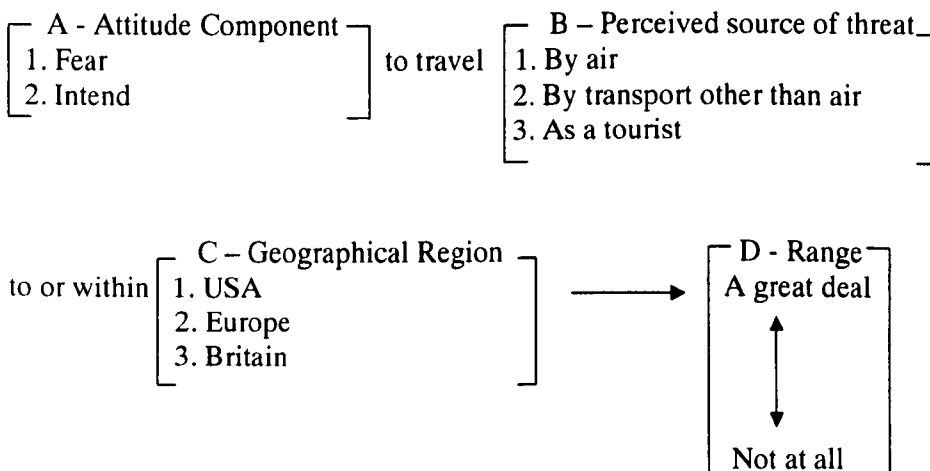 A - Attitude Component
1. Fear
2. Intend
to travel
B – Perceived source of threat
1. By air
2. By transport other than air
3. As a tourist
to or within
C – Geographical Region
1. USA
2. Europe
3. Britain
D - Range
A great deal
Not at all